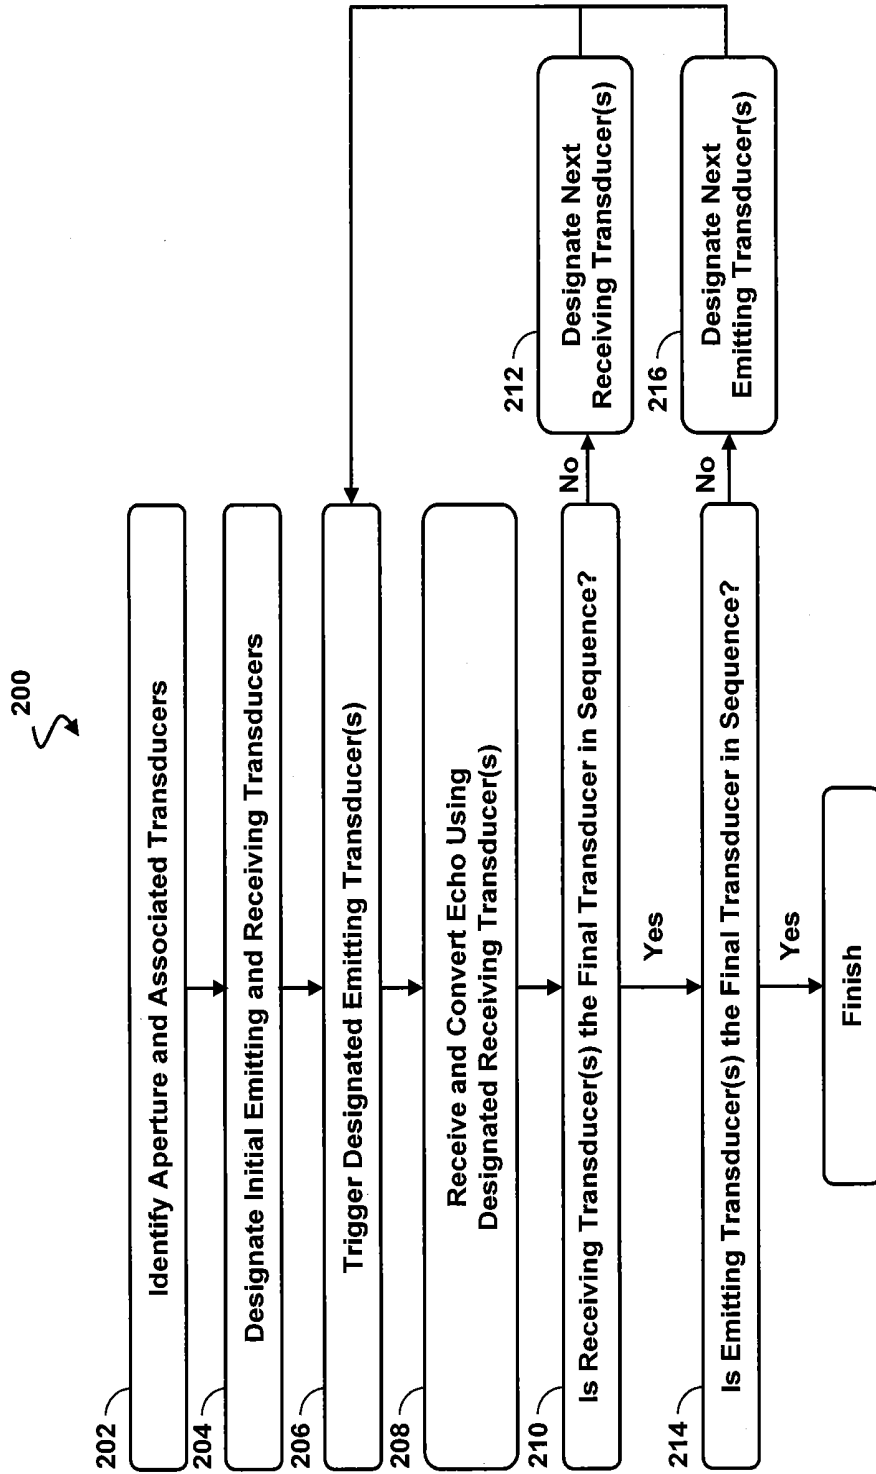 200
202
Identify Aperture and Associated Transducers
204
Designate Initial Emitting and Receiving Transducers
206
Trigger Designated Emitting Transducer(s)
208
Receive and Convert Echo Using
Designated Receiving Transducer(s)
210
Is Receiving Transducer(s) the Final Transducer in Sequence?
No
212
Designate Next
Receiving Transducer(s)
Yes
214
Is Emitting Transducer(s) the Final Transducer in Sequence?
No
216
Designate Next
Emitting Transducer(s)
Yes
Finish